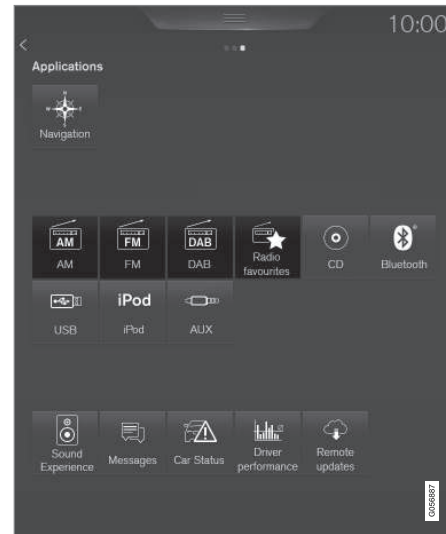 10:00
Applications
N
W E
S
Navigation
AM FM DAB
AM FM DAB Radio favourites CD Bluetooth
iPod
USB iPod AUX
Sound Experience Messages Car Status Driver performance Remote updates
G056887